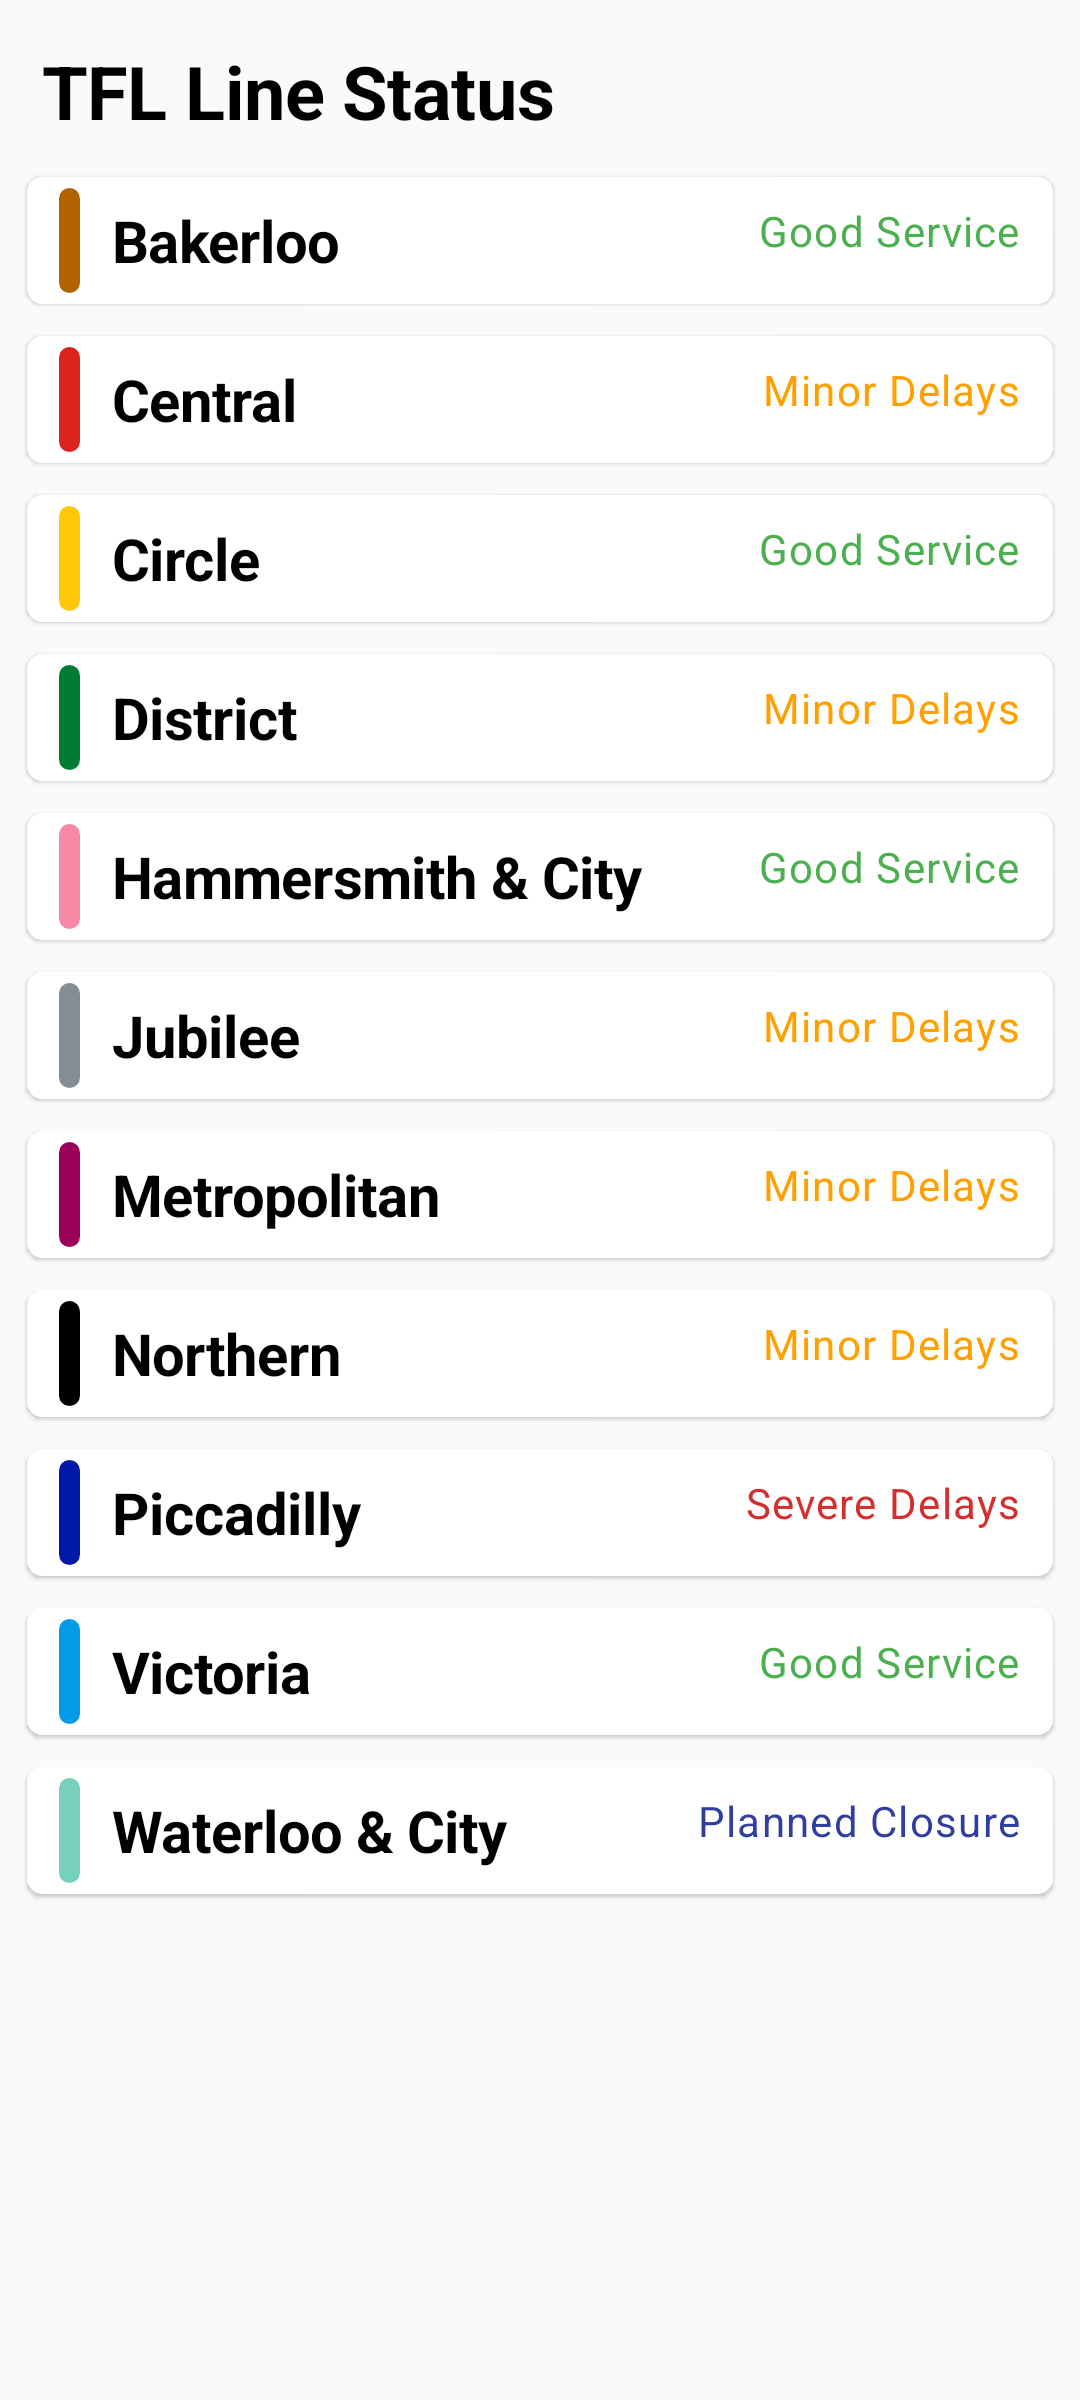 TFL Line Status
Bakerloo Good Service
Central Minor Delays
Circle Good Service
District Minor Delays
Hammersmith & City Good Service
Jubilee Minor Delays
Metropolitan Minor Delays
Northern Minor Delays
Piccadilly Severe Delays
Victoria Good Service
Waterloo & City Planned Closure